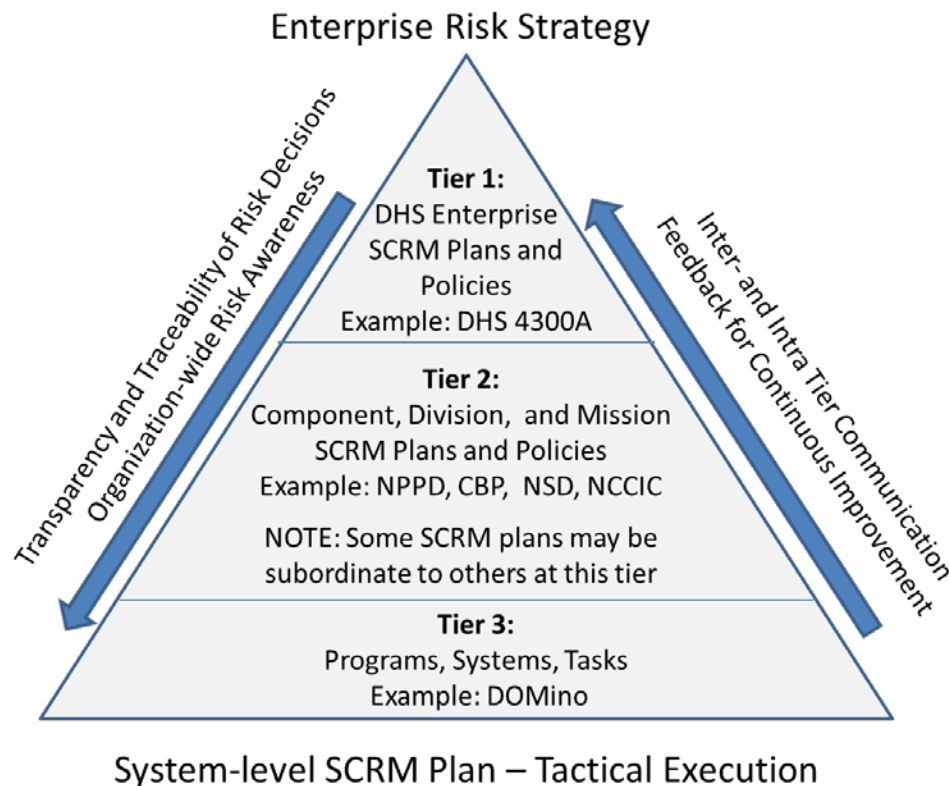 Enterprise Risk Strategy
Transparency and Traceability of Risk Decisions
Organization-wide Risk Awareness
Tier 1:
DHS Enterprise
SCRM Plans and
Policies
Example: DHS 4300A
Inter- and Intra Tier Communication
Feedback for Continuous Improvement
Tier 2:
Component, Division, and Mission
SCRM Plans and Policies
Example: NPPD, CBP, NSD, NCCIC
NOTE: Some SCRM plans may be
subordinate to others at this tier
Tier 3:
Programs, Systems, Tasks
Example: DOMino
System-level SCRM Plan – Tactical Execution